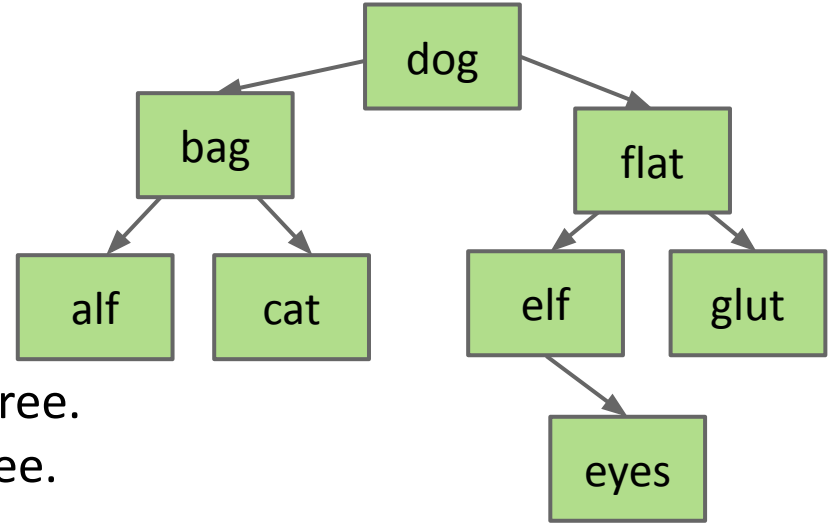 dog
bag
flat
alf
cat
elf
glut
ree.
ee.
eyes